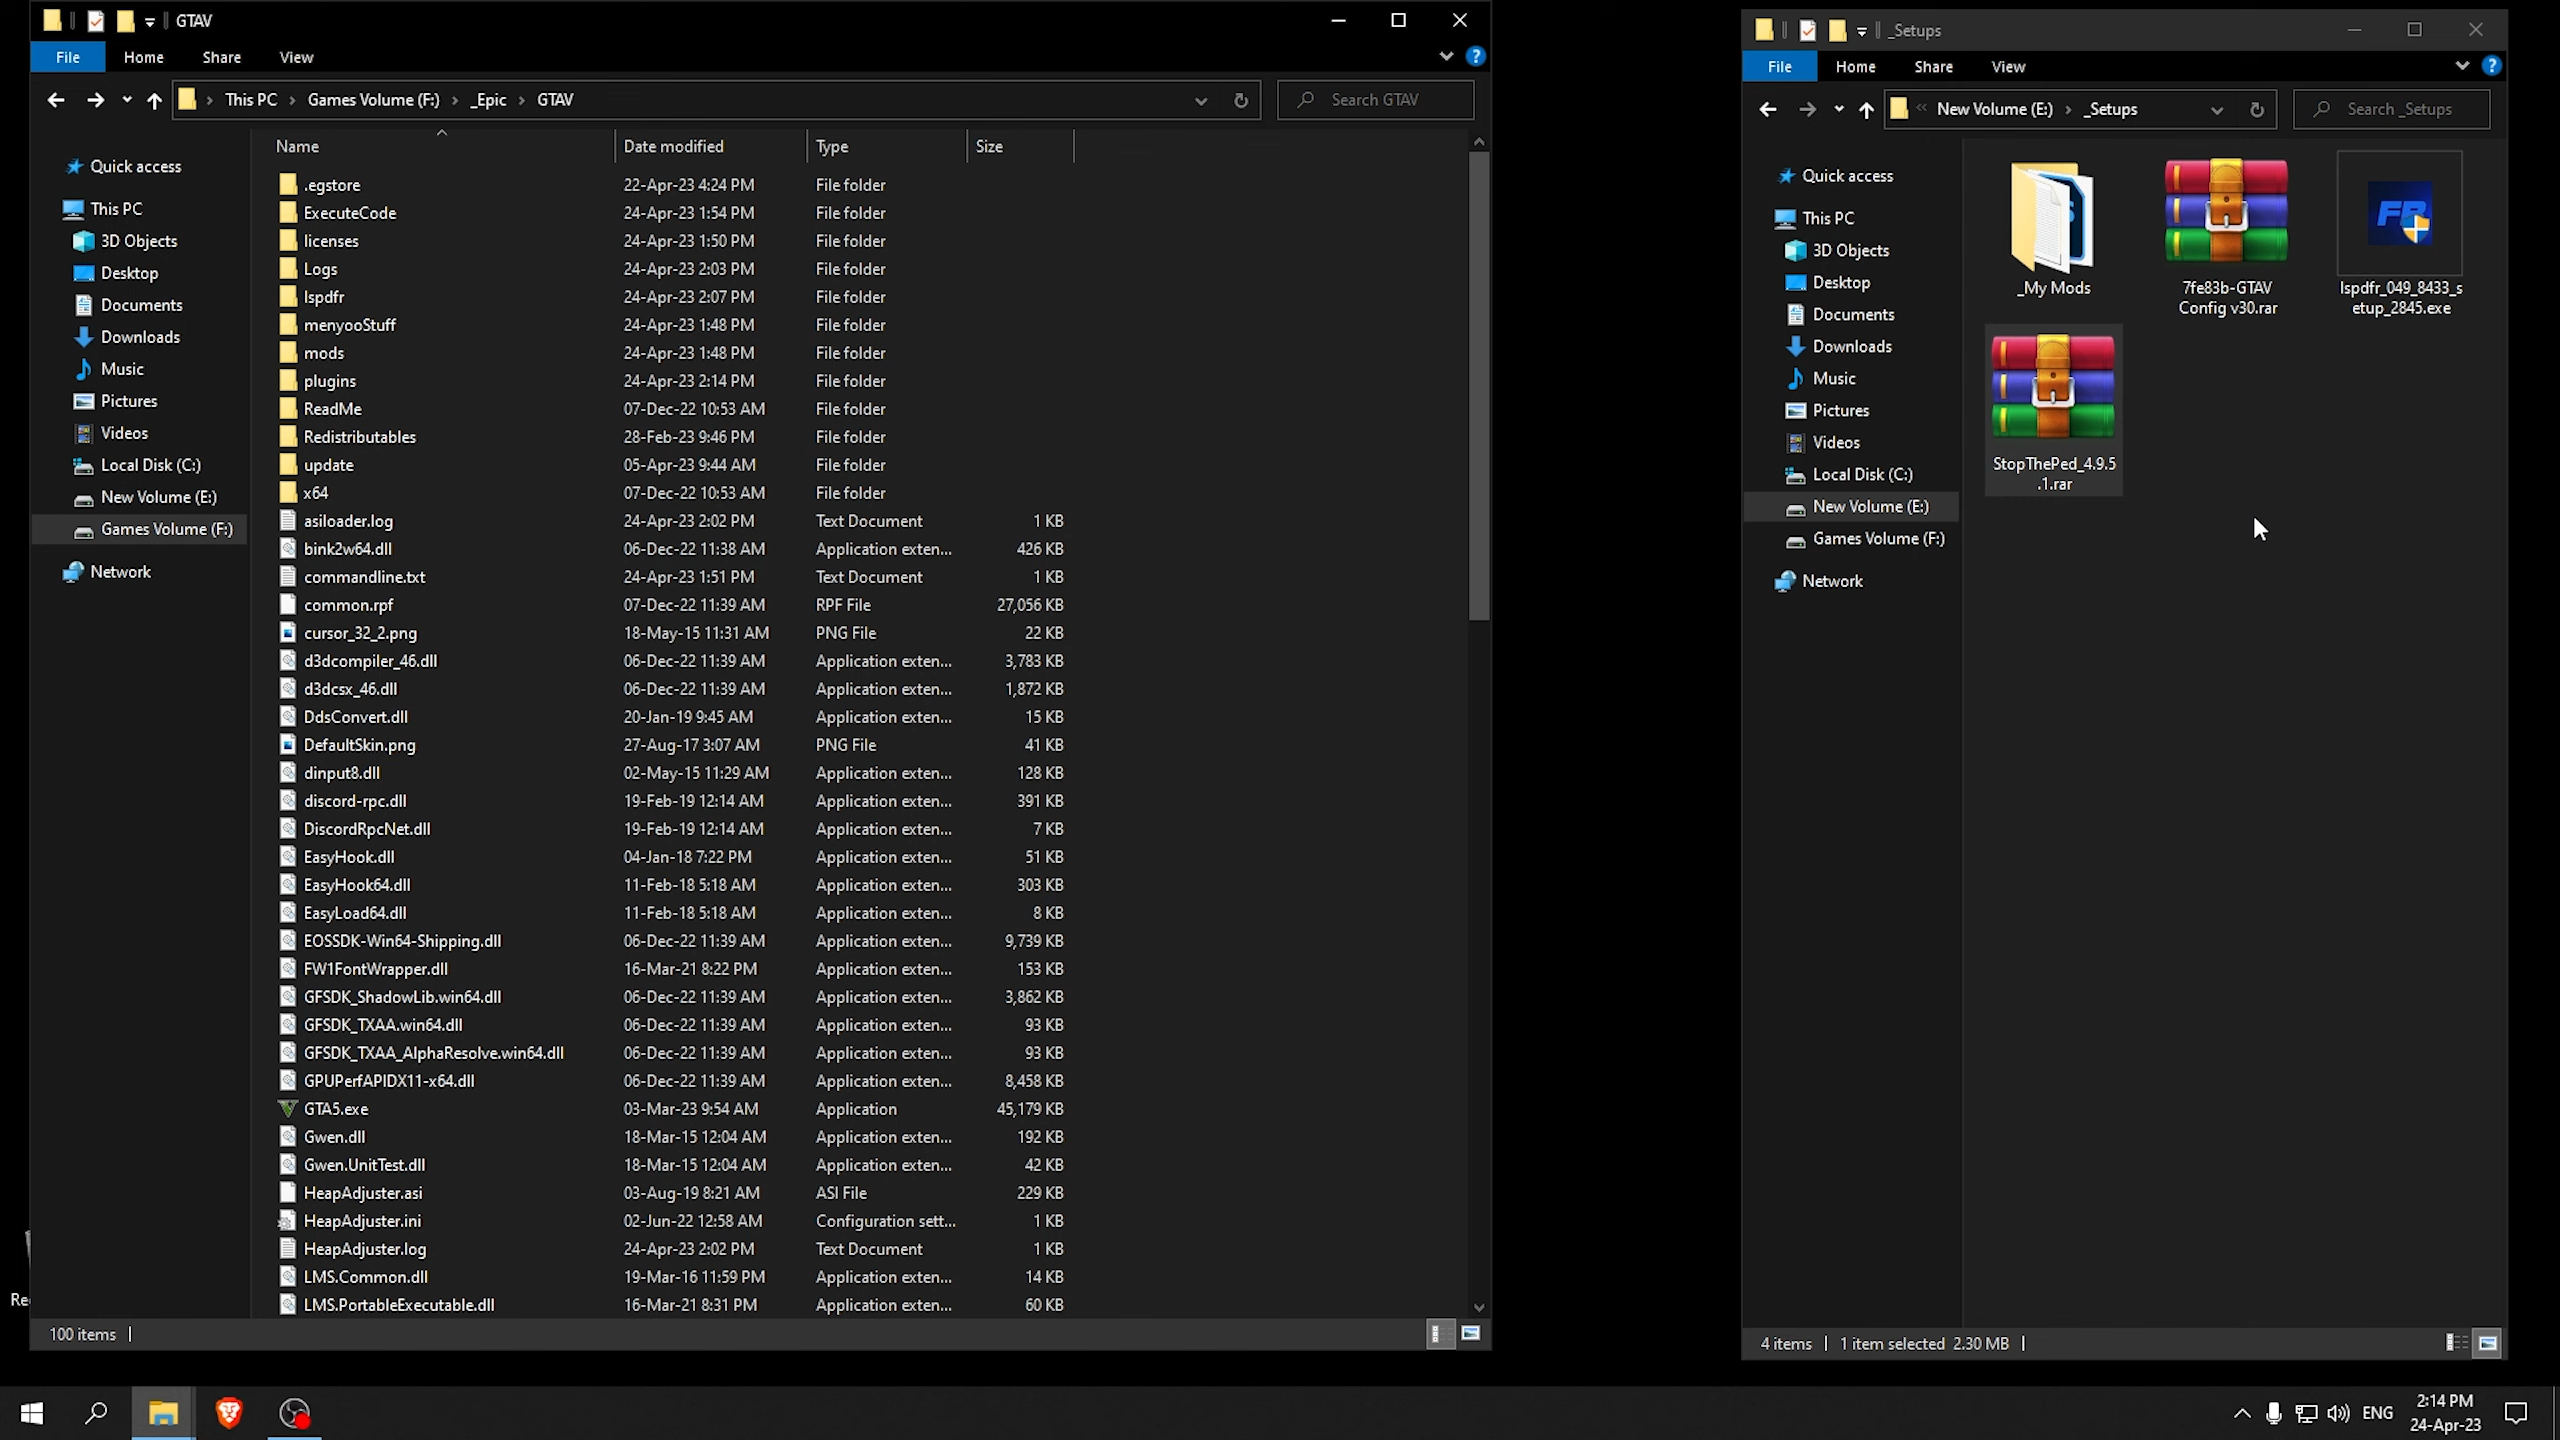 GTAV
File Home Share View
This PC Games Volume (F:) _Epic GTAV Search GTAV
Quick access
This PC
3D Objects
Desktop
Documents
Downloads
Music
Pictures
Videos
Local Disk (C:)
New Volume (E:)
Games Volume (F:)
Network
Name Date modified Type Size
.egstore 22-Apr-23 4:24 PM File folder
ExecuteCode 24-Apr-23 1:54 PM File folder
licenses 24-Apr-23 1:50 PM File folder
Logs 24-Apr-23 2:03 PM File folder
lspdfr 24-Apr-23 2:07 PM File folder
menyooStuff 24-Apr-23 1:48 PM File folder
mods 24-Apr-23 1:48 PM File folder
plugins 24-Apr-23 2:14 PM File folder
ReadMe 07-Dec-22 10:53 AM File folder
Redistributables 28-Feb-23 9:46 PM File folder
update 05-Apr-23 9:44 AM File folder
x64 07-Dec-22 10:53 AM File folder
asiloader.log 24-Apr-23 2:02 PM Text Document 1 KB
bink2w64.dll 06-Dec-22 11:38 AM Application exten... 426 KB
commandline.txt 24-Apr-23 1:51 PM Text Document 1 KB
common.rpf 07-Dec-22 11:39 AM RPF File 27,056 KB
cursor_32_2.png 18-May-15 11:31 AM PNG File 22 KB
d3dcompiler_46.dll 06-Dec-22 11:39 AM Application exten... 3,783 KB
d3dcsx_46.dll 06-Dec-22 11:39 AM Application exten... 1,872 KB
DdsConvert.dll 20-Jan-19 9:45 AM Application exten... 15 KB
DefaultSkin.png 27-Aug-17 3:07 AM PNG File 41 KB
dinput8.dll 02-May-15 11:29 AM Application exten... 128 KB
discord-rpc.dll 19-Feb-19 12:14 AM Application exten... 391 KB
DiscordRpcNet.dll 19-Feb-19 12:14 AM Application exten... 7 KB
EasyHook.dll 04-Jan-18 7:22 PM Application exten... 51 KB
EasyHook64.dll 11-Feb-18 5:18 AM Application exten... 303 KB
EasyLoad64.dll 11-Feb-18 5:18 AM Application exten... 8 KB
EOSSDK-Win64-Shipping.dll 06-Dec-22 11:39 AM Application exten... 9,739 KB
FW1FontWrapper.dll 16-Mar-21 8:22 PM Application exten... 153 KB
GFSDK_ShadowLib.win64.dll 06-Dec-22 11:39 AM Application exten... 3,862 KB
GFSDK_TXAA.win64.dll 06-Dec-22 11:39 AM Application exten... 93 KB
GFSDK_TXAA_AlphaResolve.win64.dll 06-Dec-22 11:39 AM Application exten... 93 KB
GPUPerfAPIDX11-x64.dll 06-Dec-22 11:39 AM Application exten... 8,458 KB
GTA5.exe 03-Mar-23 9:54 AM Application 45,179 KB
Gwen.dll 18-Mar-15 12:04 AM Application exten... 192 KB
Gwen.UnitTest.dll 18-Mar-15 12:04 AM Application exten... 42 KB
HeapAdjuster.asi 03-Aug-19 8:21 AM ASI File 229 KB
HeapAdjuster.ini 02-Jun-22 12:58 AM Configuration sett... 1 KB
HeapAdjuster.log 24-Apr-23 2:02 PM Text Document 1 KB
LMS.Common.dll 19-Mar-16 11:59 PM Application exten... 14 KB
LMS.PortableExecutable.dll 16-Mar-21 8:31 PM Application exten... 60 KB
100 items
_Setups
File Home Share View
New Volume (E:) _Setups Search _Setups
Quick access
This PC
3D Objects
Desktop
Documents
Downloads
Music
Pictures
Videos
Local Disk (C:)
New Volume (E:)
Games Volume (F:)
Network
_My Mods
7fe83b-GTAV
Config v30.rar
lspdfr_049_8433_s
etup_2845.exe
StopThePed_4.9.5
.1.rar
4 items 1 item selected 2.30 MB
ENG
2:14 PM
24-Apr-23